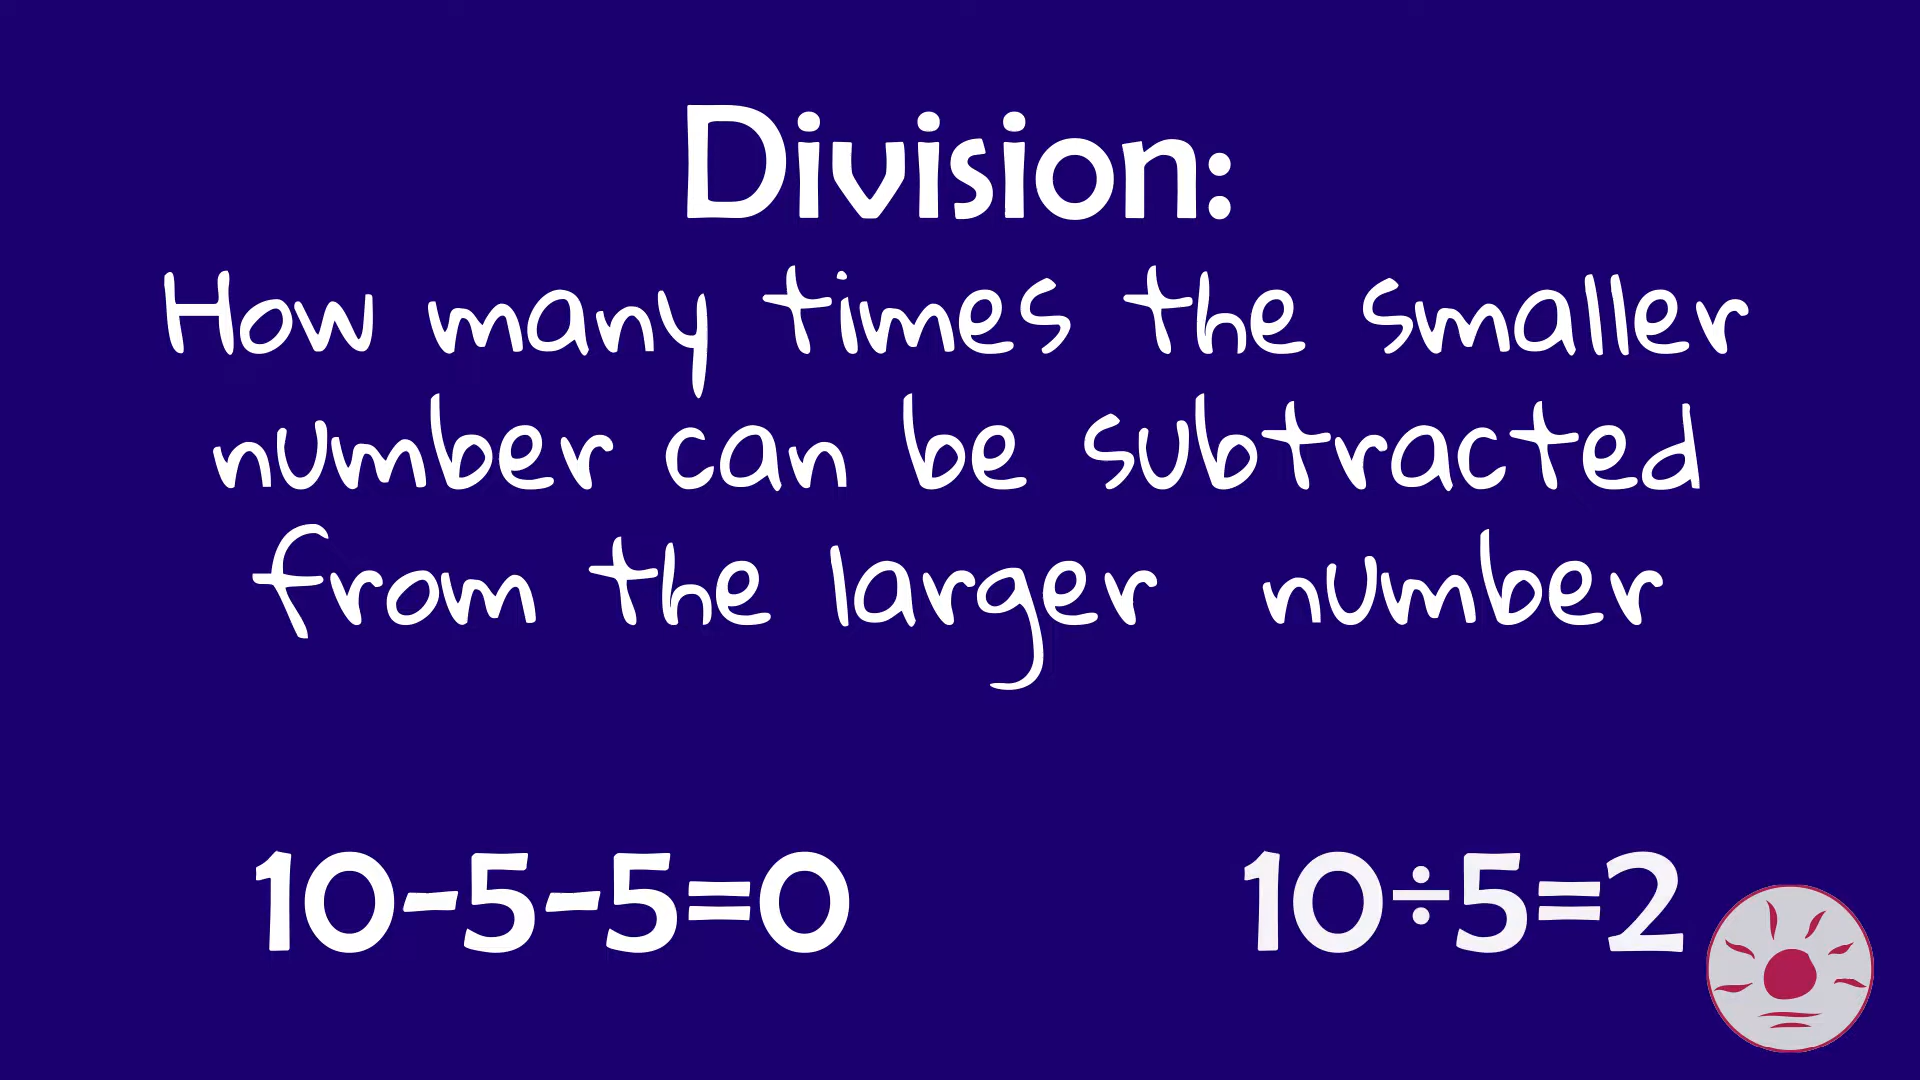 Division:
How many times the smaller
number can be subtracted
from the larger number
10-5-5=0
10÷5=2